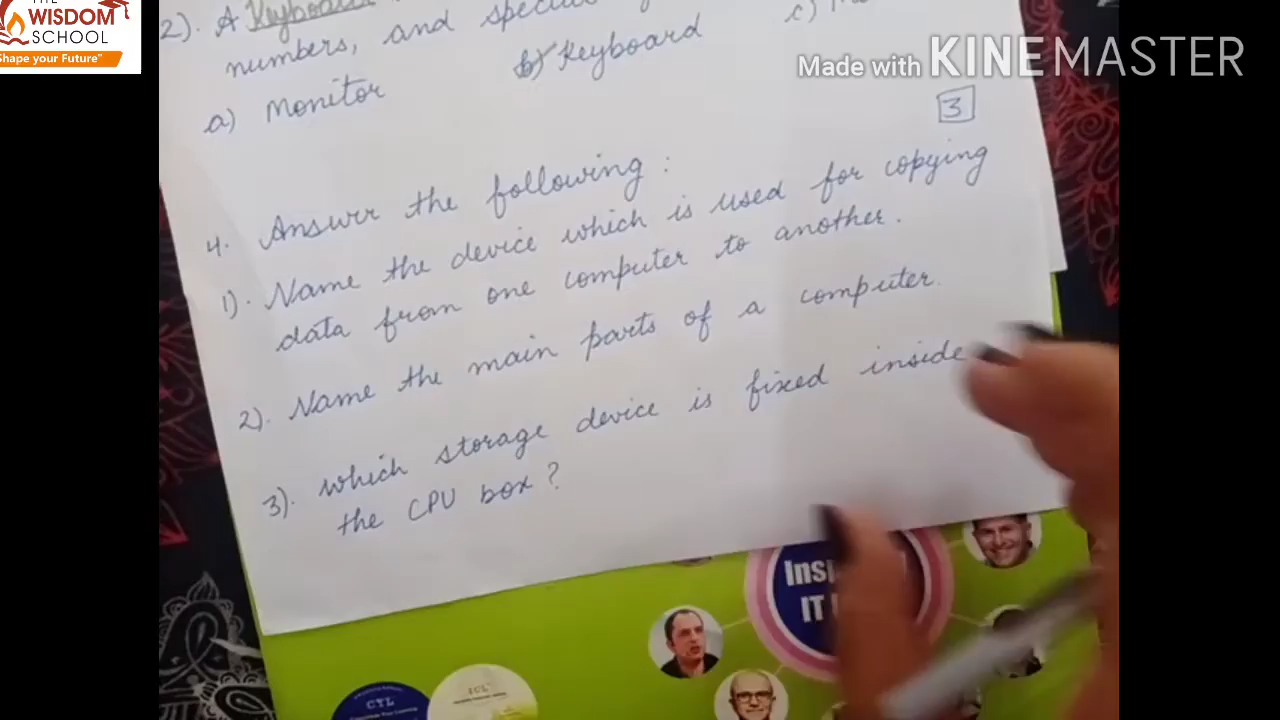 THE
WISDOM
SCHOOL
Shape your Future"
Made with KINEMASTER
2). A Keyboard
numbers, and special
a) Monitor b) Keyboard c)
3
4. Answer the following :
1). Name the device which is used for copying
data from one computer to another.
2). Name the main parts of a computer.
3). which storage device is fixed inside
the CPU box ?
IT
CTL
ICL